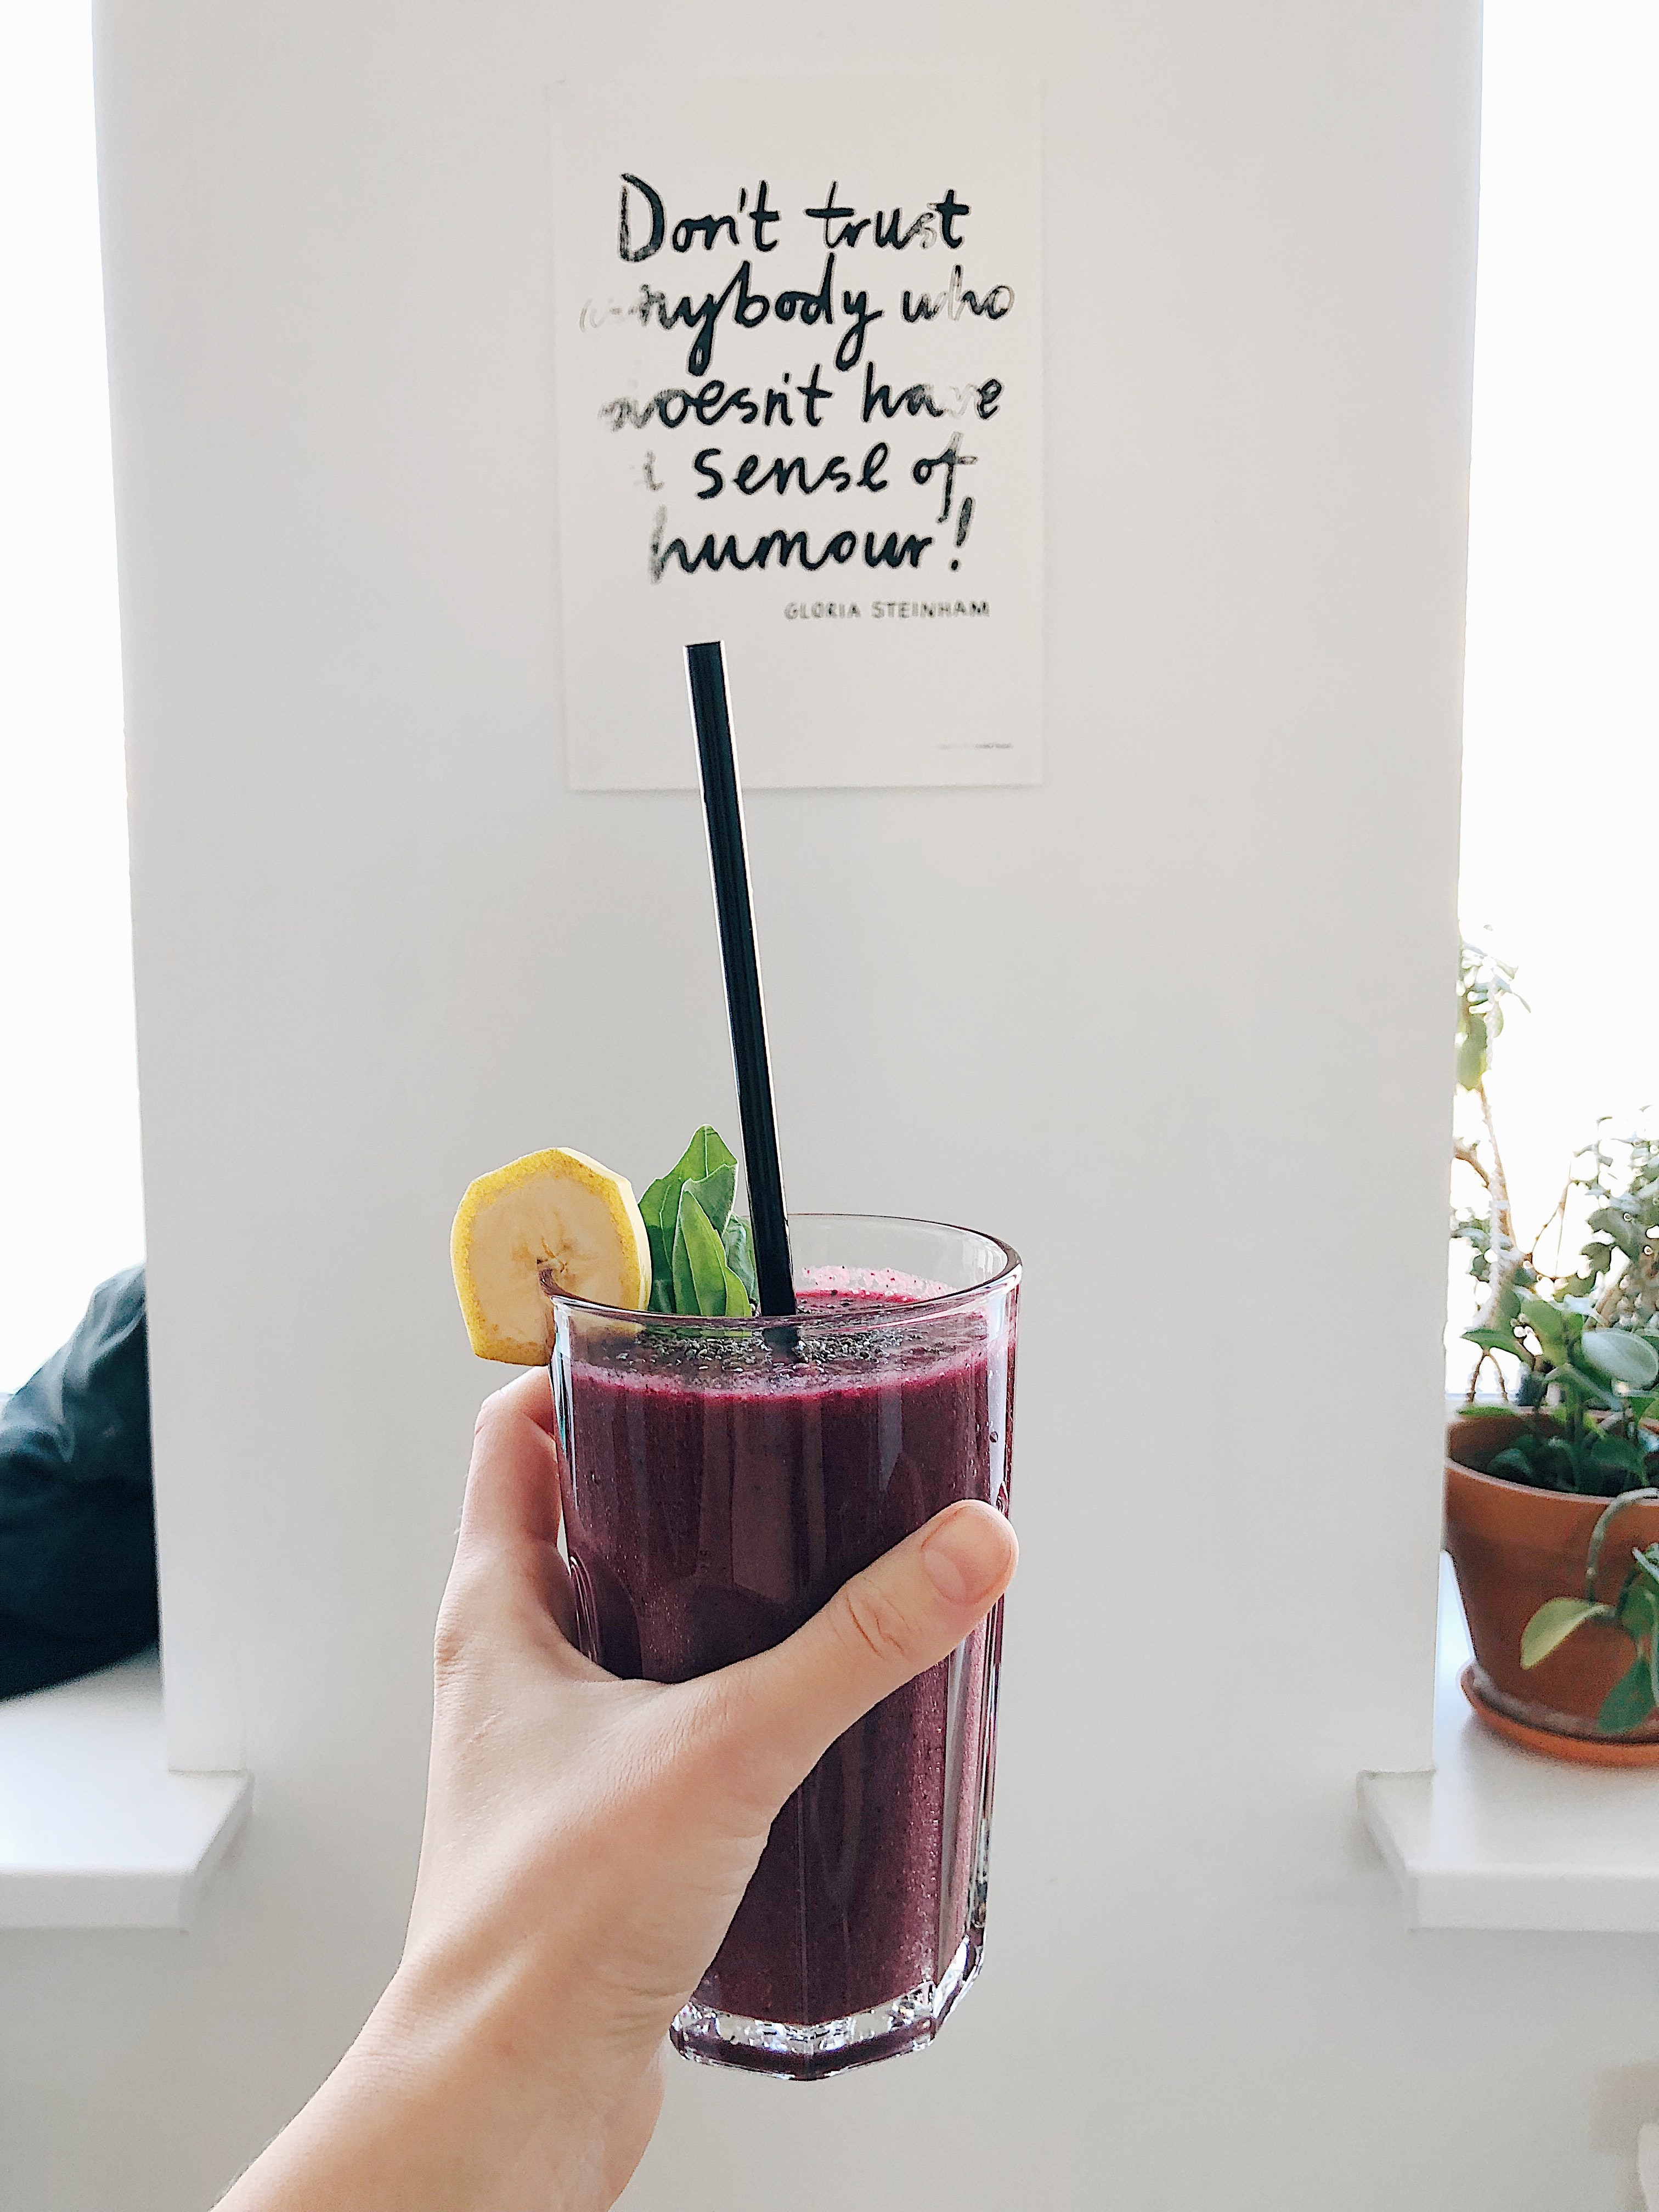 Don't trust
anybody who
doesn't have
a sense of
humour!
GLORIA STEINHAM